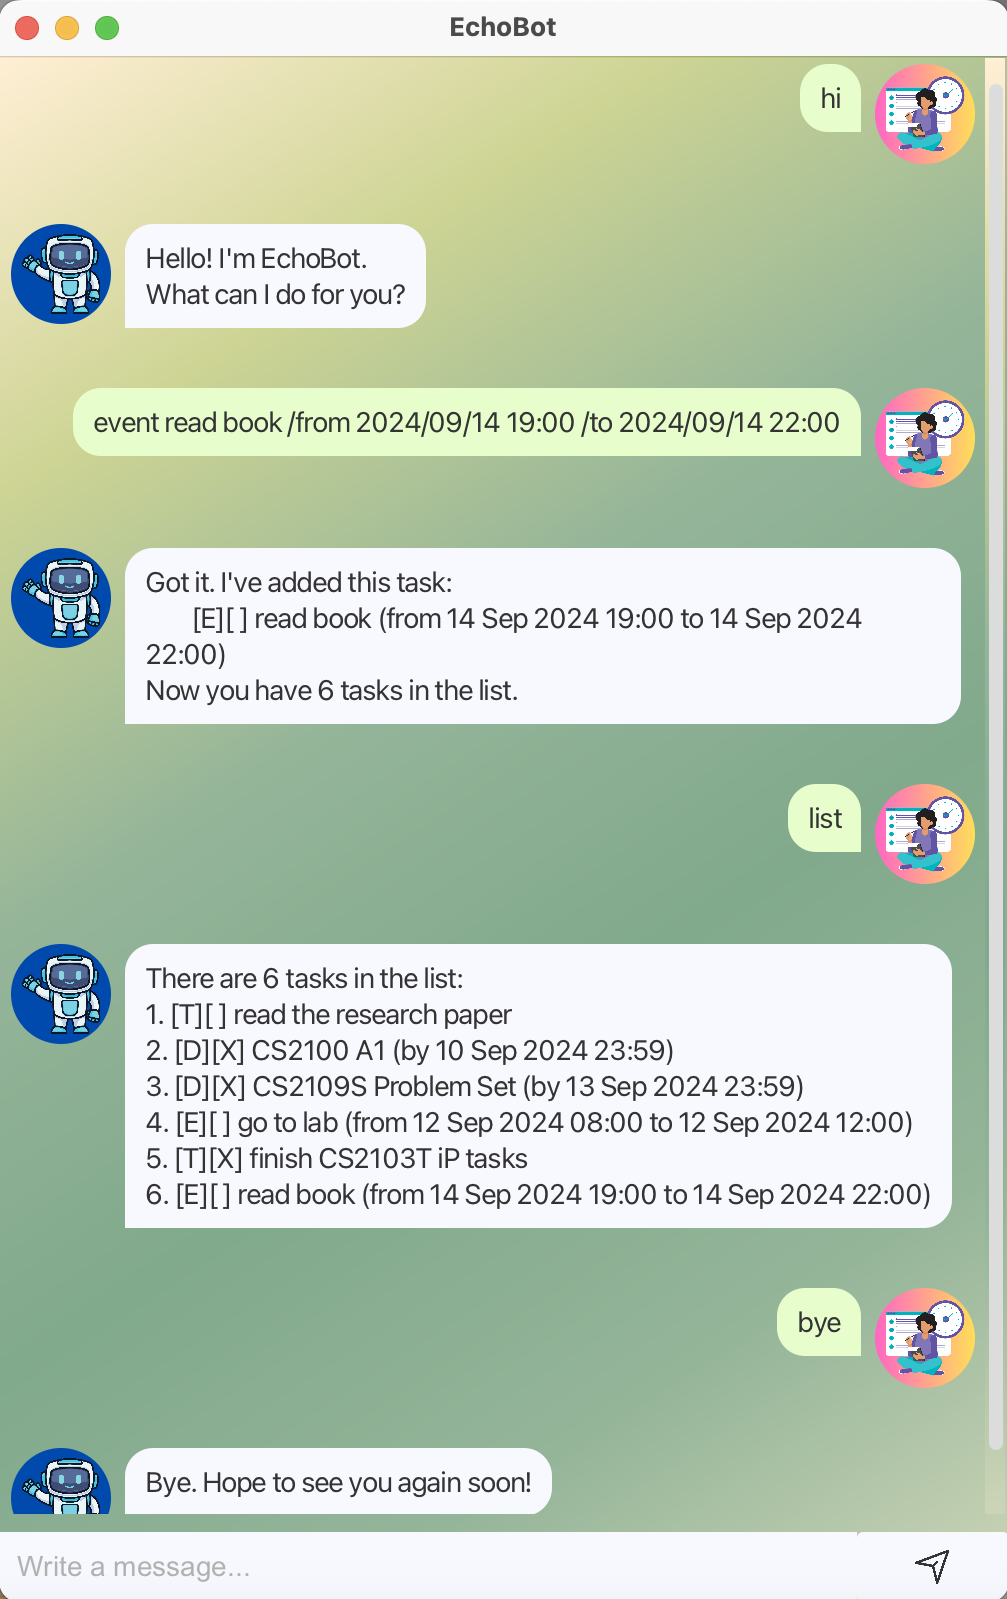 EchoBot
hi
Hello! I'm EchoBot.
What can I do for you?
event read book /from 2024/09/14 19:00 /to 2024/09/14 22:00
Got it. I've added this task:
[E][ ] read book (from 14 Sep 2024 19:00 to 14 Sep 2024
22:00)
Now you have 6 tasks in the list.
list
There are 6 tasks in the list:
1. [T][ ] read the research paper
2. [D][X] CS2100 A1 (by 10 Sep 2024 23:59)
3. [D][X] CS2109S Problem Set (by 13 Sep 2024 23:59)
4. [E][ ] go to lab (from 12 Sep 2024 08:00 to 12 Sep 2024 12:00)
5. [T][X] finish CS2103T iP tasks
6. [E][ ] read book (from 14 Sep 2024 19:00 to 14 Sep 2024 22:00)
bye
Bye. Hope to see you again soon!
Write a message...